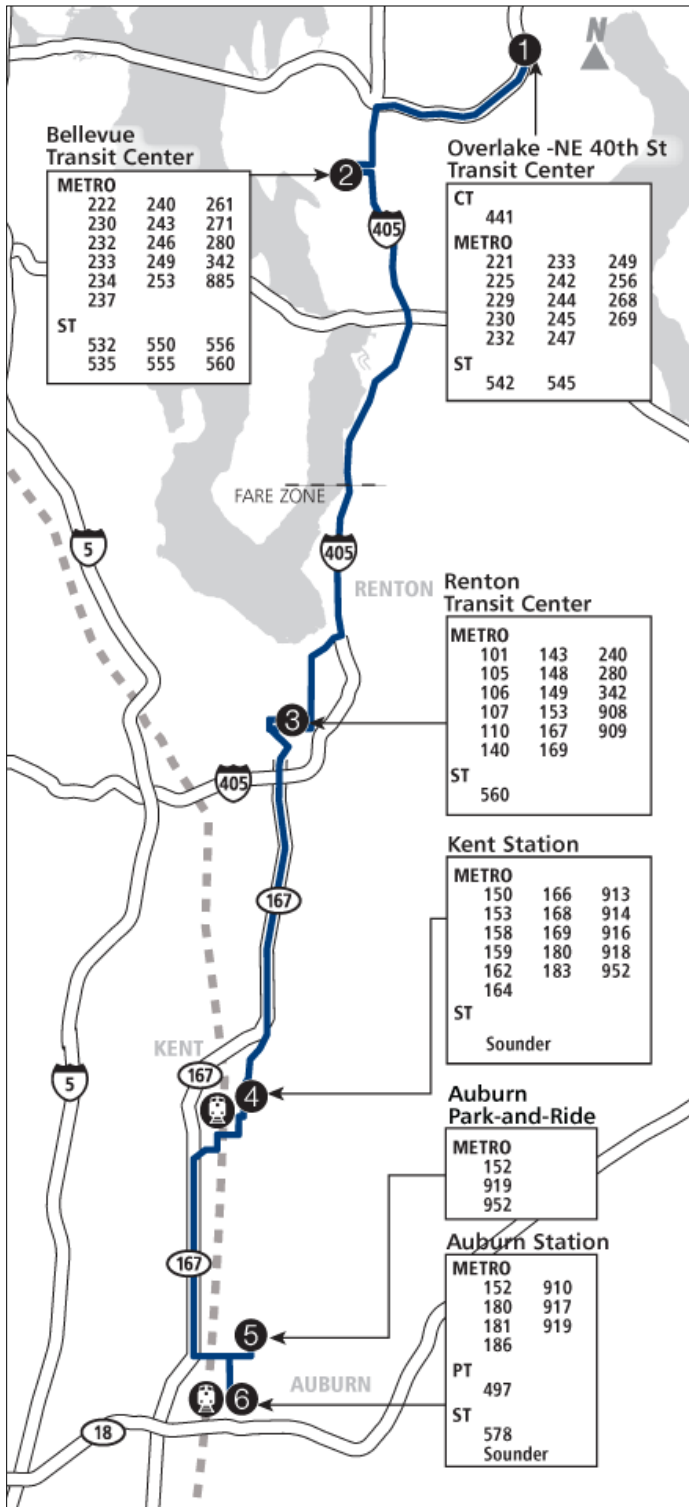 1
N
Bellevue
Transit Center
METRO
222 240 261
230 243 271
232 246 280
233 249 342
234 253 885
237
ST
532 550 556
535 555 560
2
Overlake -NE 40th St
Transit Center
CT
441
METRO
221 233 249
225 242 256
229 244 268
230 245 269
232 247
ST
542 545
405
FARE ZONE
5
405
RENTON
Renton
Transit Center
METRO
101 143 240
105 148 280
106 149 342
107 153 908
110 167 909
140 169
ST
560
3
405
167
Kent Station
METRO
150 166 913
153 168 914
158 169 916
159 180 918
162 183 952
164
ST
Sounder
KENT
167
5
4
Auburn
Park-and-Ride
METRO
152
919
952
167
Auburn Station
METRO
152 910
180 917
181 919
186
PT
497
ST
578
Sounder
5
AUBURN
6
18